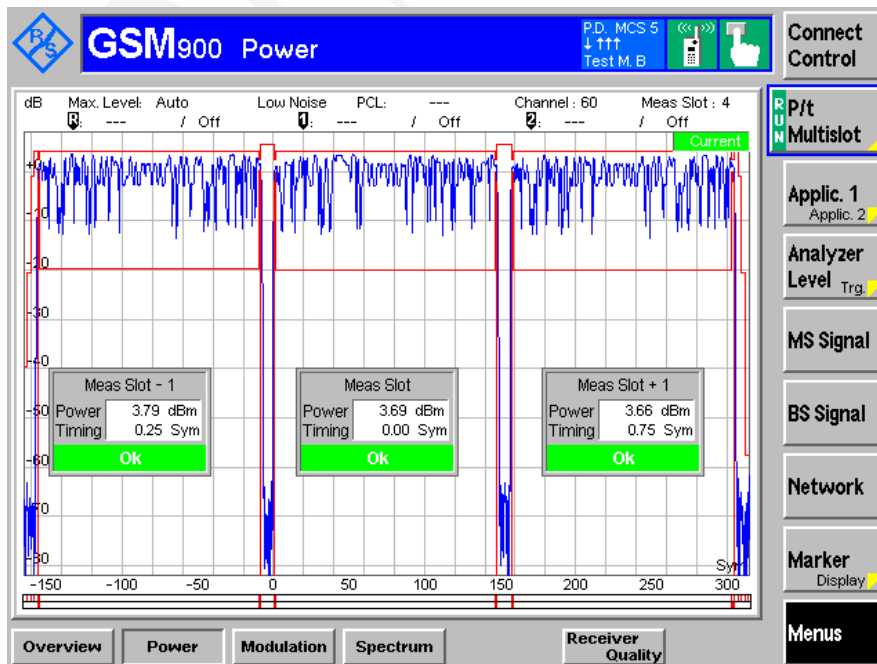 R/S
GSM900 Power
P.D. MCS 5
↓ ↑↑↑
Test M. B
Connect
Control
dB Max. Level: Auto Low Noise PCL: --- Channel : 60 Meas Slot : 4
R: --- / Off 1: --- / Off 2: --- / Off
RUN
P/t
Multislot
Current
+0
-10
-20
-30
-40
-50
-60
-70
-80
Applic. 1
Applic. 2
Analyzer
Level Trg.
MS Signal
Meas Slot - 1
Power 3.79 dBm
Timing 0.25 Sym
Ok
Meas Slot
Power 3.69 dBm
Timing 0.00 Sym
Ok
Meas Slot + 1
Power 3.66 dBm
Timing 0.75 Sym
Ok
BS Signal
Network
Sym
-150 -100 -50 0 50 100 150 200 250 300
Marker
Display
Overview Power Modulation Spectrum Receiver
Quality
Menus